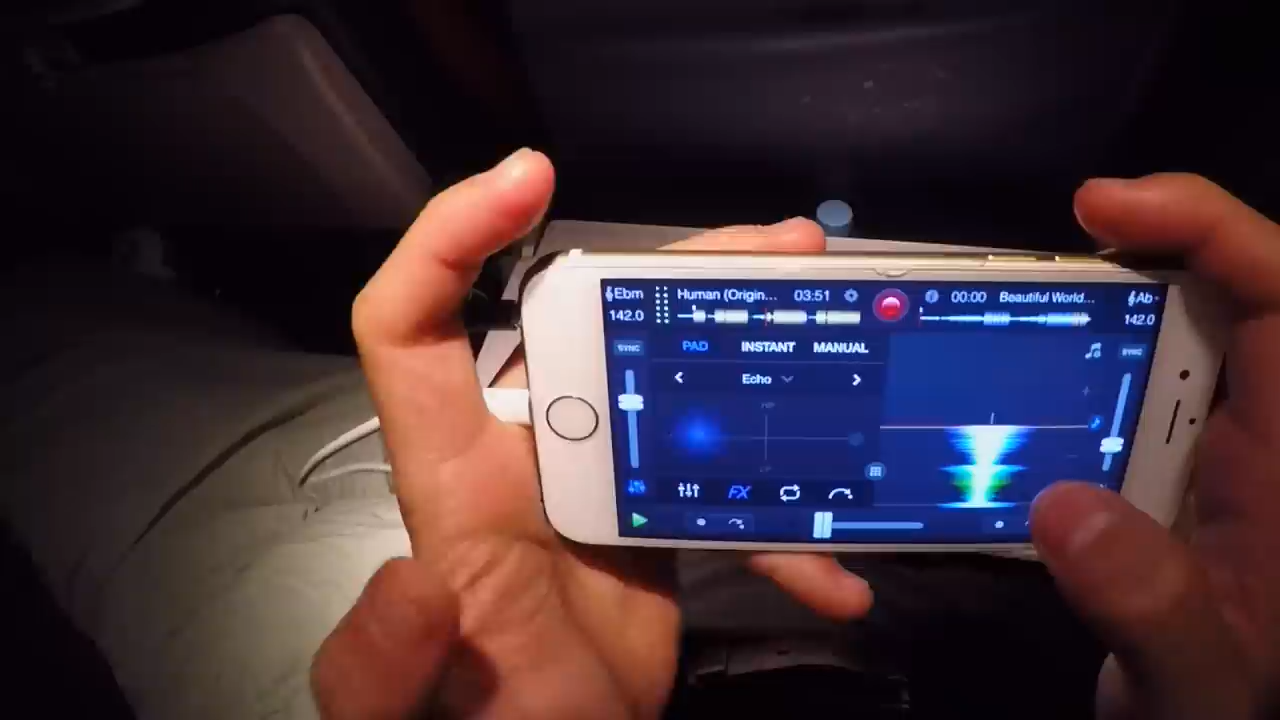 Ebm Human (Origin... 03:51 00:00 Beautiful World... Ab
142.0 142.0
SYNC PAD INSTANT MANUAL SYNC
Echo
FX